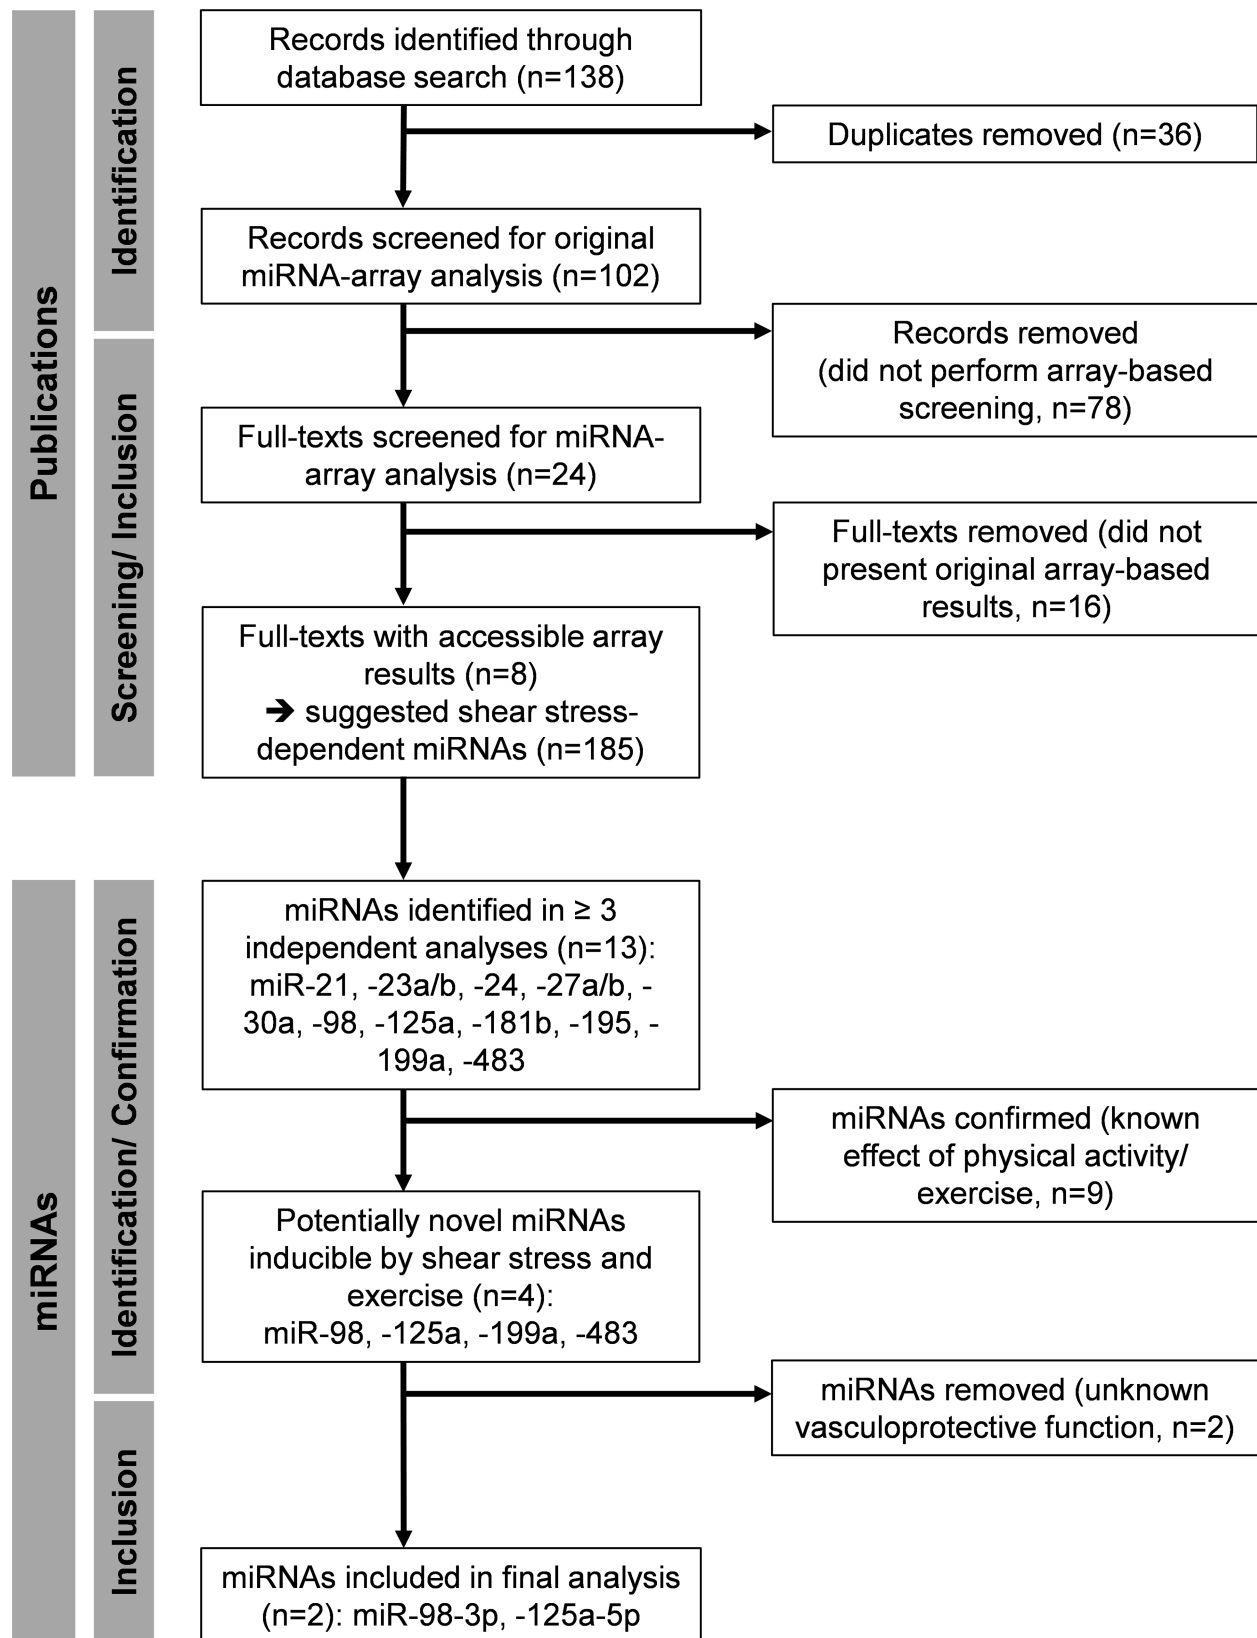 Publications
Identification
Screening/ Inclusion
Records identified through
database search (n=138)
Duplicates removed (n=36)
Records screened for original
miRNA-array analysis (n=102)
Records removed
(did not perform array-based
screening, n=78)
Full-texts screened for miRNA-
array analysis (n=24)
Full-texts removed (did not
present original array-based
results, n=16)
Full-texts with accessible array
results (n=8)
➔ suggested shear stress-
dependent miRNAs (n=185)
miRNAs
Identification/ Confirmation
Inclusion
miRNAs identified in ≥ 3
independent analyses (n=13):
miR-21, -23a/b, -24, -27a/b, -
30a, -98, -125a, -181b, -195, -
199a, -483
miRNAs confirmed (known
effect of physical activity/
exercise, n=9)
Potentially novel miRNAs
inducible by shear stress and
exercise (n=4):
miR-98, -125a, -199a, -483
miRNAs removed (unknown
vasculoprotective function, n=2)
miRNAs included in final analysis
(n=2): miR-98-3p, -125a-5p